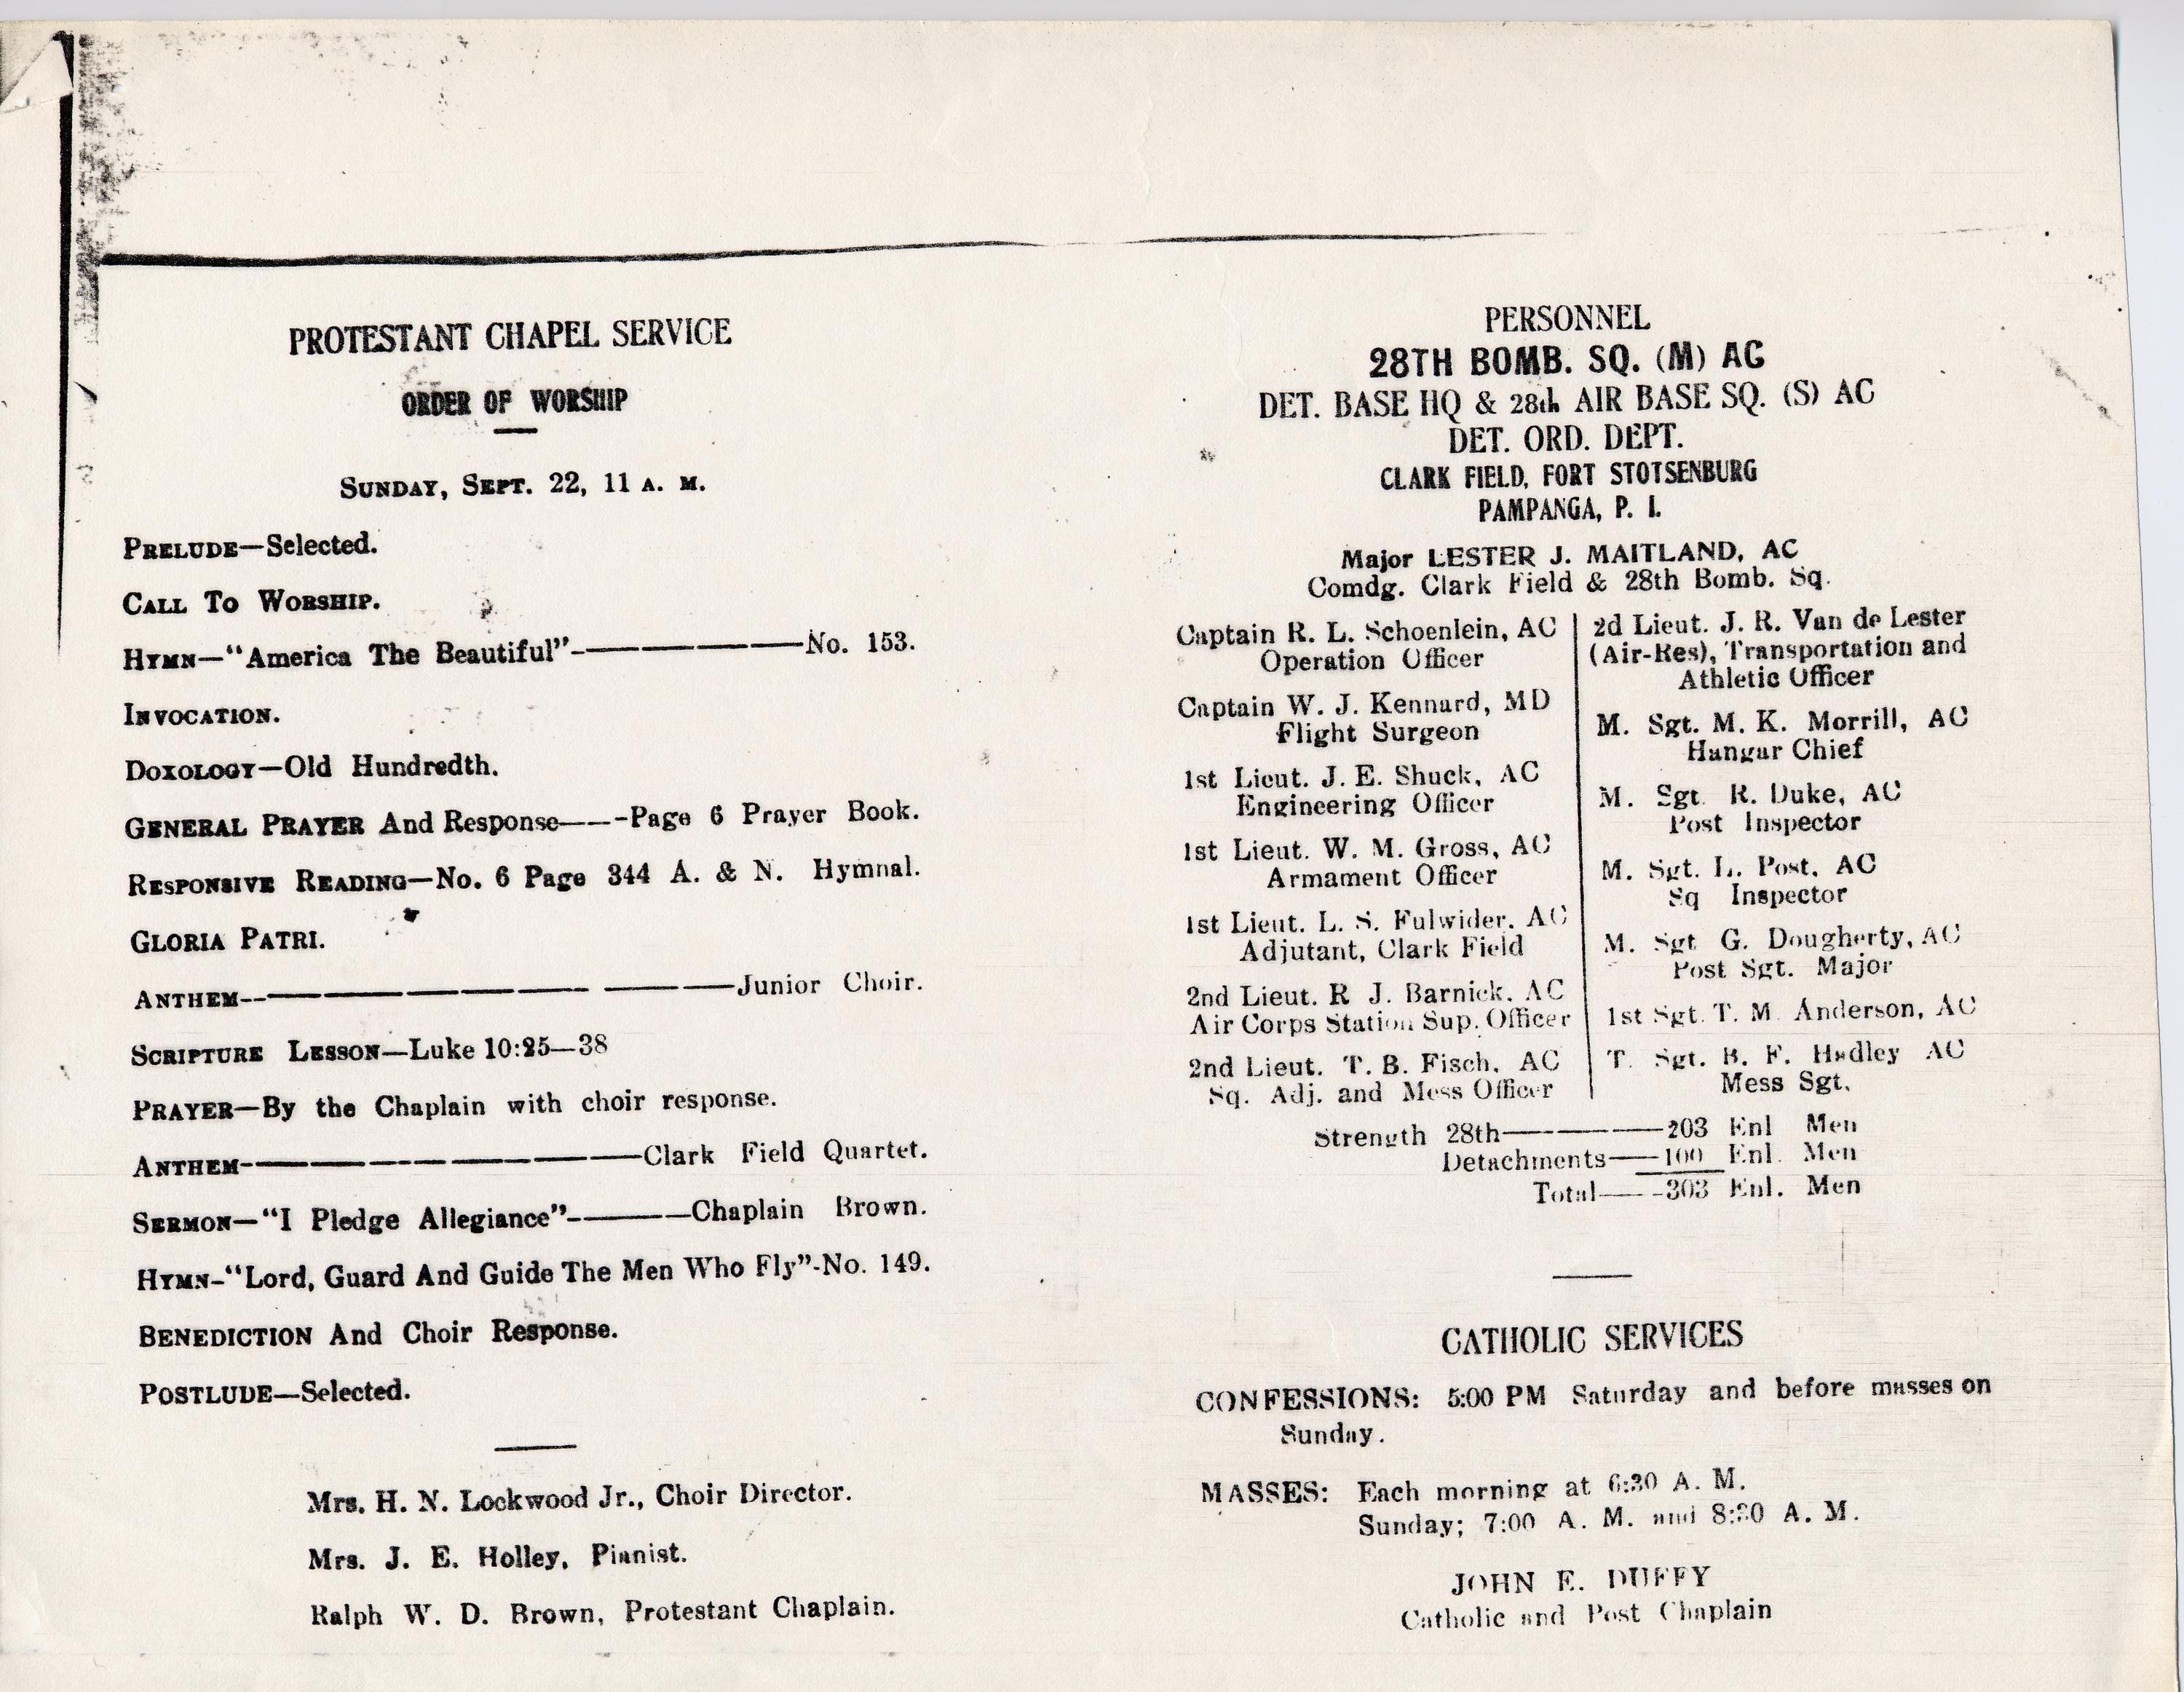 PROTESTANT CHAPEL SERVICE
ORDER OF WORSHIP
SUNDAY, SEPT. 22, 11 A. M.
PRELUDE—Selected.
CALL TO WORSHIP.
HYMN—"America The Beautiful"-————No. 153.
INVOCATION.
DOXOLOGY—Old Hundredth.
GENERAL PRAYER And Response——-Page 6 Prayer Book.
RESPONSIVE READING—No. 6 Page 344 A. & N. Hymnal.
GLORIA PATRI.
ANTHEM--—————— ———Junior Choir.
SCRIPTURE LESSON—Luke 10:25—38
PRAYER—By the Chaplain with choir response.
ANTHEM-———————Clark Field Quartet.
SERMON—"I Pledge Allegiance"-———Chaplain Brown.
HYMN-"Lord, Guard And Guide The Men Who Fly"-No. 149.
BENEDICTION And Choir Response.
POSTLUDE—Selected.
Mrs. H. N. Lockwood Jr., Choir Director.
Mrs. J. E. Holley, Pianist.
Ralph W. D. Brown, Protestant Chaplain.
PERSONNEL
28TH BOMB. SQ. (M) AC
DET. BASE HQ & 28th AIR BASE SQ. (S) AC
DET. ORD. DEPT.
CLARK FIELD, FORT STOTSENBURG
PAMPANGA, P. I.
Major LESTER J. MAITLAND, AC
Comdg. Clark Field & 28th Bomb. Sq.
Captain R. L. Schoenlein, AC
Operation Officer
Captain W. J. Kennard, MD
Flight Surgeon
1st Lieut. J. E. Shuck, AC
Engineering Officer
1st Lieut. W. M. Gross, AC
Armament Officer
1st Lieut. L. S. Fulwider, AC
Adjutant, Clark Field
2nd Lieut. R J. Barnick, AC
Air Corps Station Sup. Officer
2nd Lieut. T. B. Fisch, AC
Sq. Adj. and Mess Officer
2d Lieut. J. R. Van de Lester
(Air-Res), Transportation and
Athletic Officer
M. Sgt. M. K. Morrill, AC
Hangar Chief
M. Sgt. R. Duke, AC
Post Inspector
M. Sgt. L. Post, AC
Sq Inspector
M. Sgt G. Dougherty, AC
Post Sgt. Major
1st Sgt. T. M. Anderson, AC
T. Sgt. B. F. Hadley AC
Mess Sgt.
Strength 28th—————203 Enl Men
Detachments——100 Enl. Men
Total——-303 Enl. Men
CATHOLIC SERVICES
CONFESSIONS: 5:00 PM Saturday and before masses on
Sunday.
MASSES: Each morning at 6:30 A. M.
Sunday; 7:00 A. M. and 8:30 A. M.
JOHN E. DUFFY
Catholic and Post Chaplain